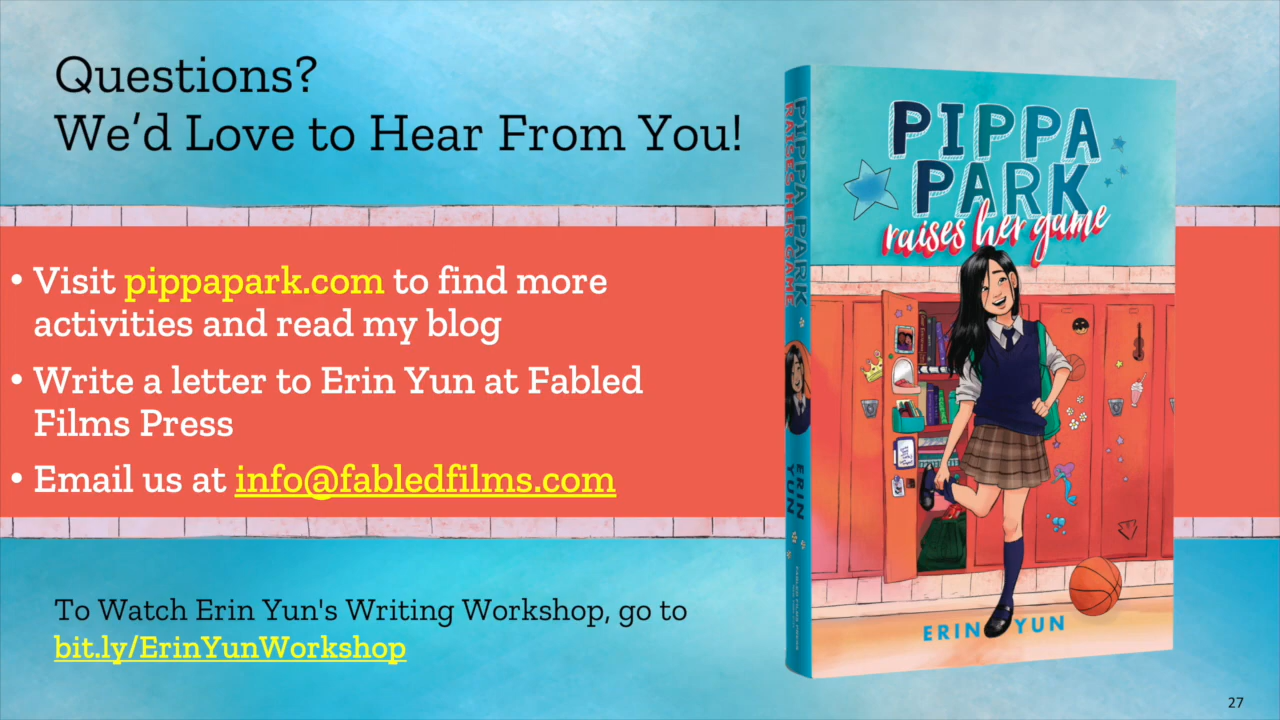 Questions?
We’d Love to Hear From You!
• Visit pippapark.com to find more
activities and read my blog
• Write a letter to Erin Yun at Fabled
Films Press
• Email us at info@fabledfilms.com
To Watch Erin Yun's Writing Workshop, go to
bit.ly/ErinYunWorkshop
PIPPA PARK
RAISES HER GAME
ERIN
YUN
PIPPA
PARK
raises her game
ERIN YUN
27